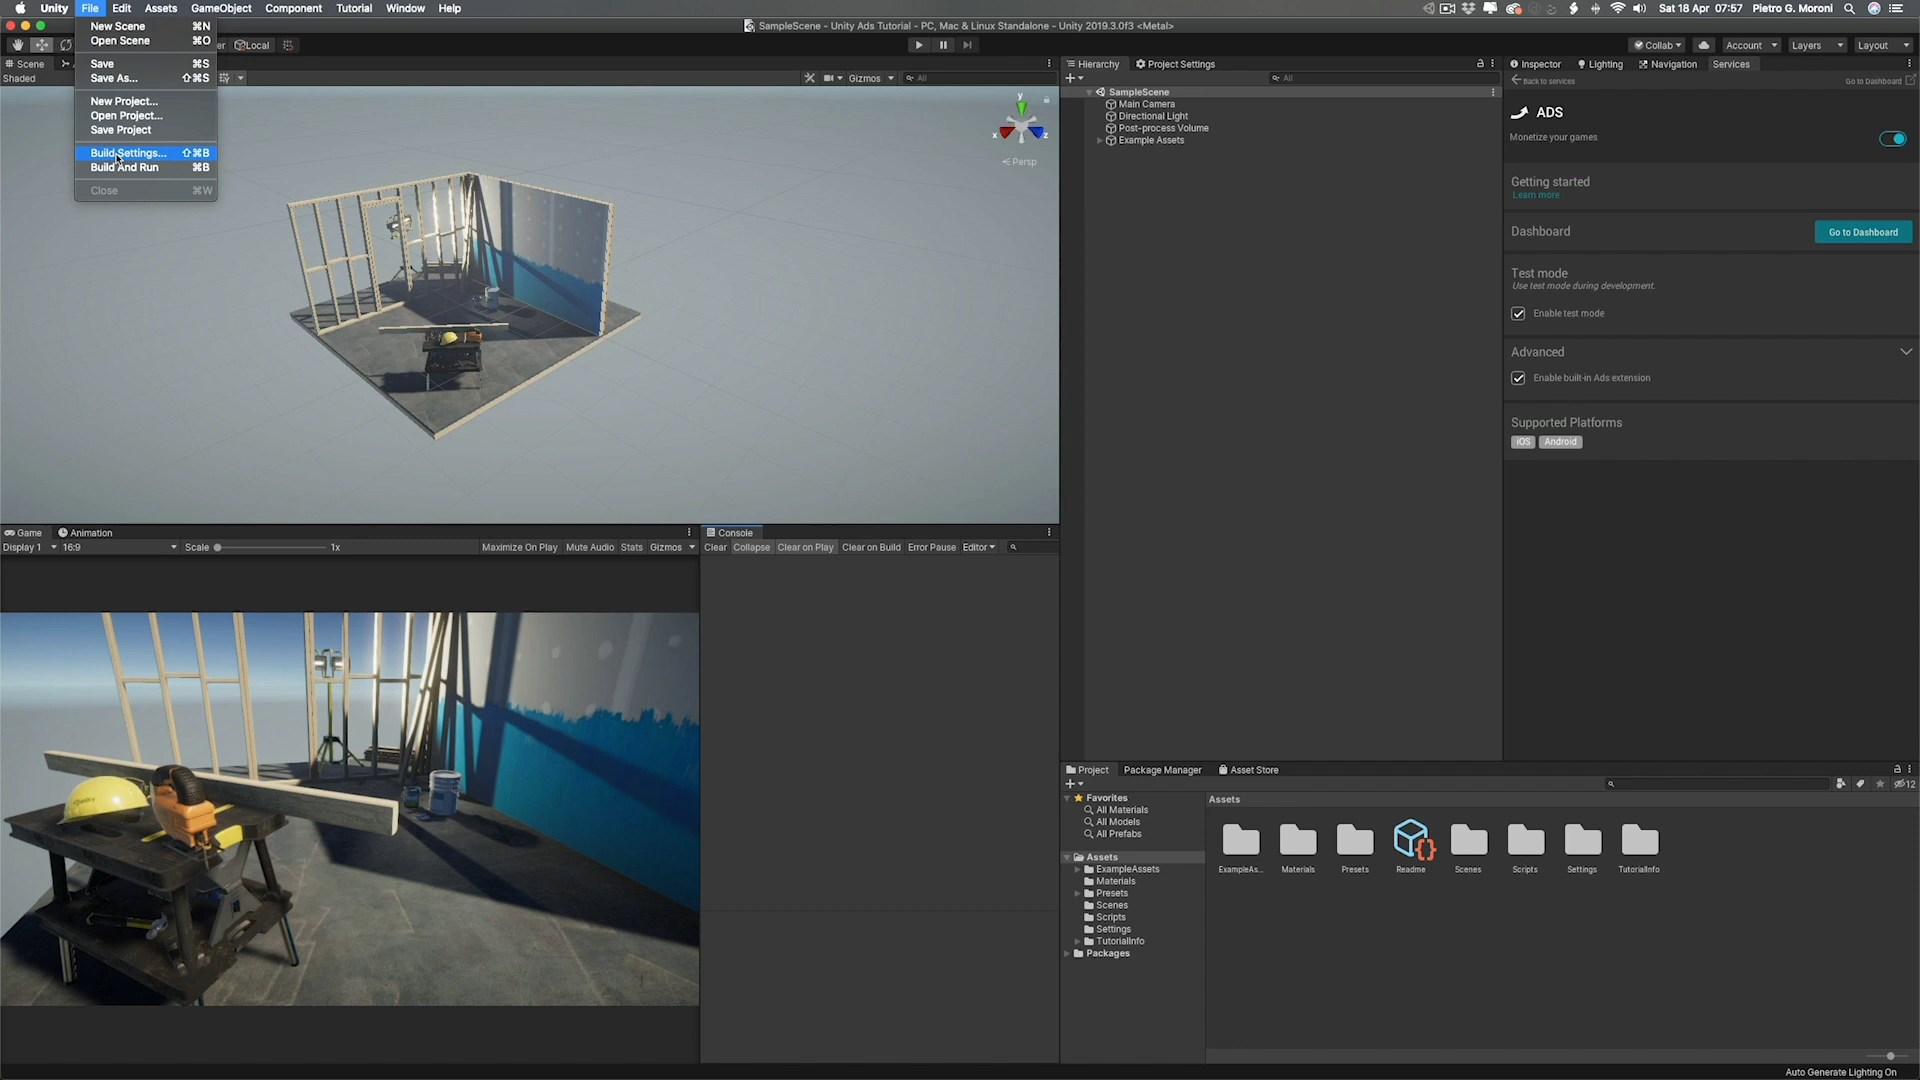 Unity File Edit Assets GameObject Component Tutorial Window Help
Sat 18 Apr 07:57 Pietro G. Moroni
SampleScene - Unity Ads Tutorial - PC, Mac & Linux Standalone - Unity 2019.3.0f3 <Metal>
New Scene ⌘N
Open Scene ⌘O
Save ⌘S
Save As... ⇧⌘S
New Project...
Open Project...
Save Project
Build Settings... ⇧⌘B
Build And Run ⌘B
Close ⌘W
er Local
Collab Account Layers Layout
Scene
Shaded
Gizmos All
y
x z
Persp
Hierarchy Project Settings
All
SampleScene
Main Camera
Directional Light
Post-process Volume
Example Assets
Inspector Lighting Navigation Services
Back to services Go to Dashboard
ADS
Monetize your games
Getting started
Learn more
Dashboard Go to Dashboard
Test mode
Use test mode during development.
Enable test mode
Advanced
Enable built-in Ads extension
Supported Platforms
iOS Android
Game Animation
Display 1 16:9 Scale 1x Maximize On Play Mute Audio Stats Gizmos
Console
Clear Collapse Clear on Play Clear on Build Error Pause Editor
Project Package Manager Asset Store
12
Favorites
All Materials
All Models
All Prefabs
Assets
ExampleAssets
Materials
Presets
Scenes
Scripts
Settings
TutorialInfo
Packages
Assets
ExampleAs... Materials Presets Readme Scenes Scripts Settings TutorialInfo
Auto Generate Lighting On